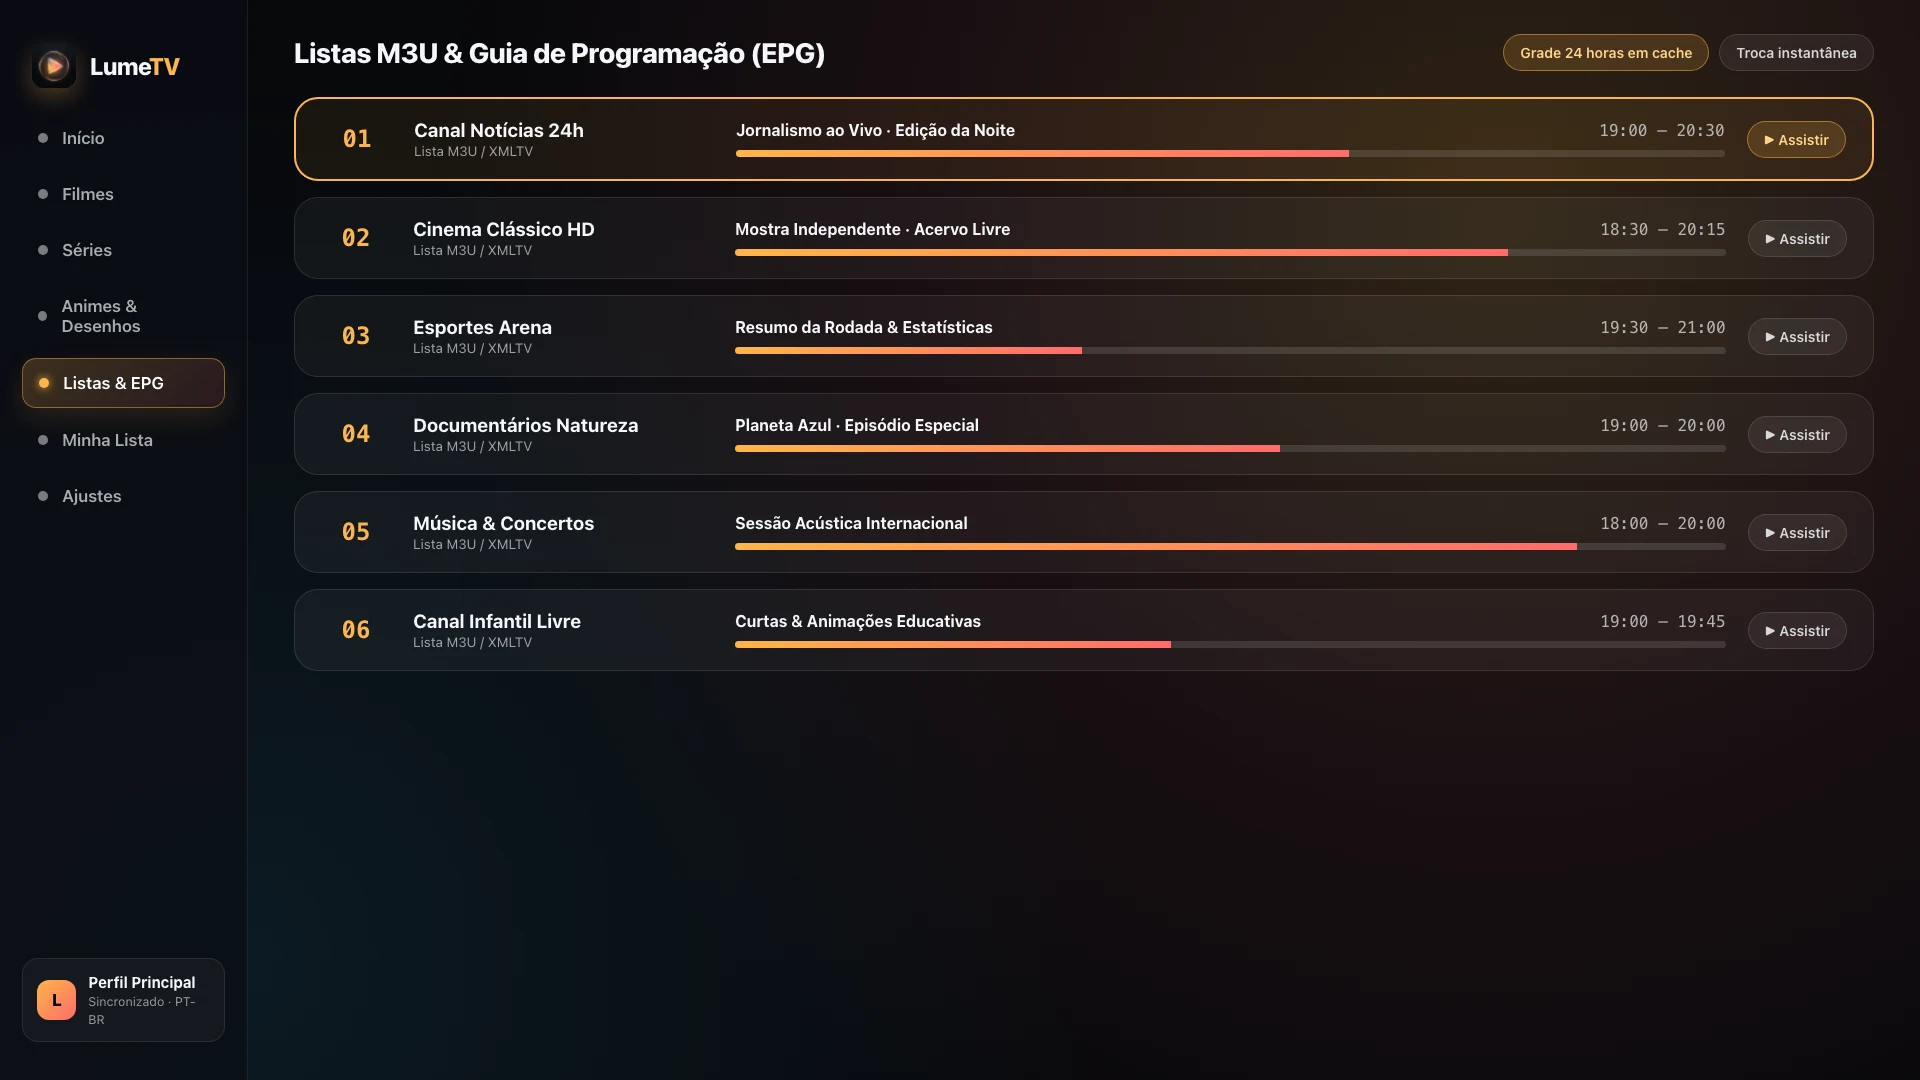 LumeTV
Início
Filmes
Séries
Animes &
Desenhos
Listas & EPG
Minha Lista
Ajustes
L
Perfil Principal
Sincronizado · PT-
BR
Listas M3U & Guia de Programação (EPG)
Grade 24 horas em cache
Troca instantânea
01
Canal Notícias 24h
Lista M3U / XMLTV
Jornalismo ao Vivo · Edição da Noite
19:00 – 20:30
▶ Assistir
02
Cinema Clássico HD
Lista M3U / XMLTV
Mostra Independente · Acervo Livre
18:30 – 20:15
▶ Assistir
03
Esportes Arena
Lista M3U / XMLTV
Resumo da Rodada & Estatísticas
19:30 – 21:00
▶ Assistir
04
Documentários Natureza
Lista M3U / XMLTV
Planeta Azul · Episódio Especial
19:00 – 20:00
▶ Assistir
05
Música & Concertos
Lista M3U / XMLTV
Sessão Acústica Internacional
18:00 – 20:00
▶ Assistir
06
Canal Infantil Livre
Lista M3U / XMLTV
Curtas & Animações Educativas
19:00 – 19:45
▶ Assistir